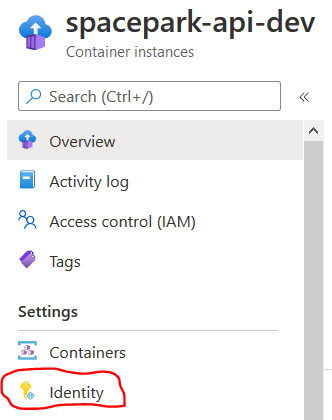 spacepark-api-dev
Container instances
Search (Ctrl+/)
«
Overview
Activity log
Access control (IAM)
Tags
Settings
Containers
Identity